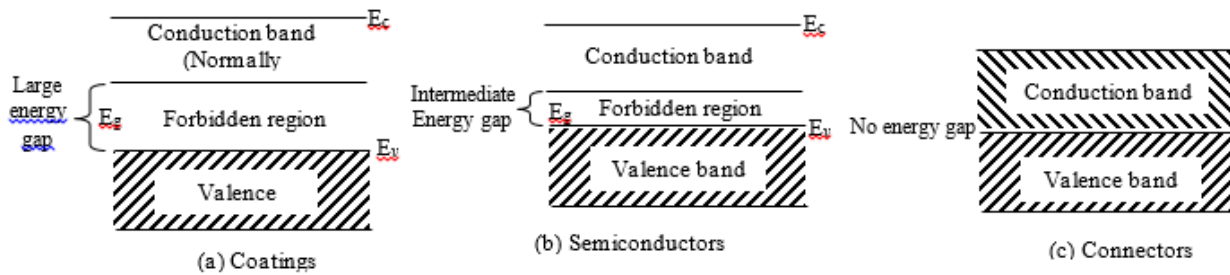 Ec
Conduction band
(Normally
Large
energy
gap
Eg
Forbidden region
Ev
Valence
(a) Coatings
Ec
Conduction band
Intermediate
Energy gap
Eg
Forbidden region
Ev
Valence band
(b) Semiconductors
Conduction band
No energy gap
Valence band
(c) Connectors